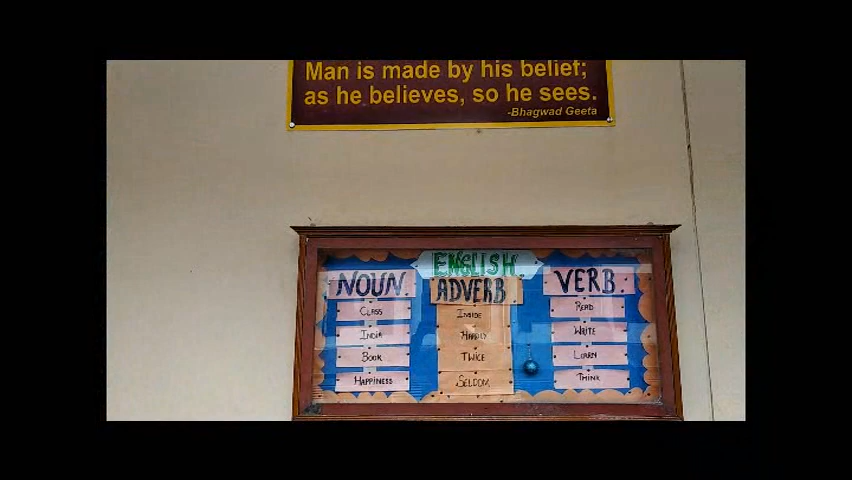 Man is made by his belief;
as he believes, so he sees.
-Bhagwad Geeta
ENGLISH
NOUN
CLASS
INDIA
BOOK
HAPPINESS
ADVERB
INSIDE
HAPPILY
TWICE
SELDOM
VERB
READ
WRITE
LEARN
THINK